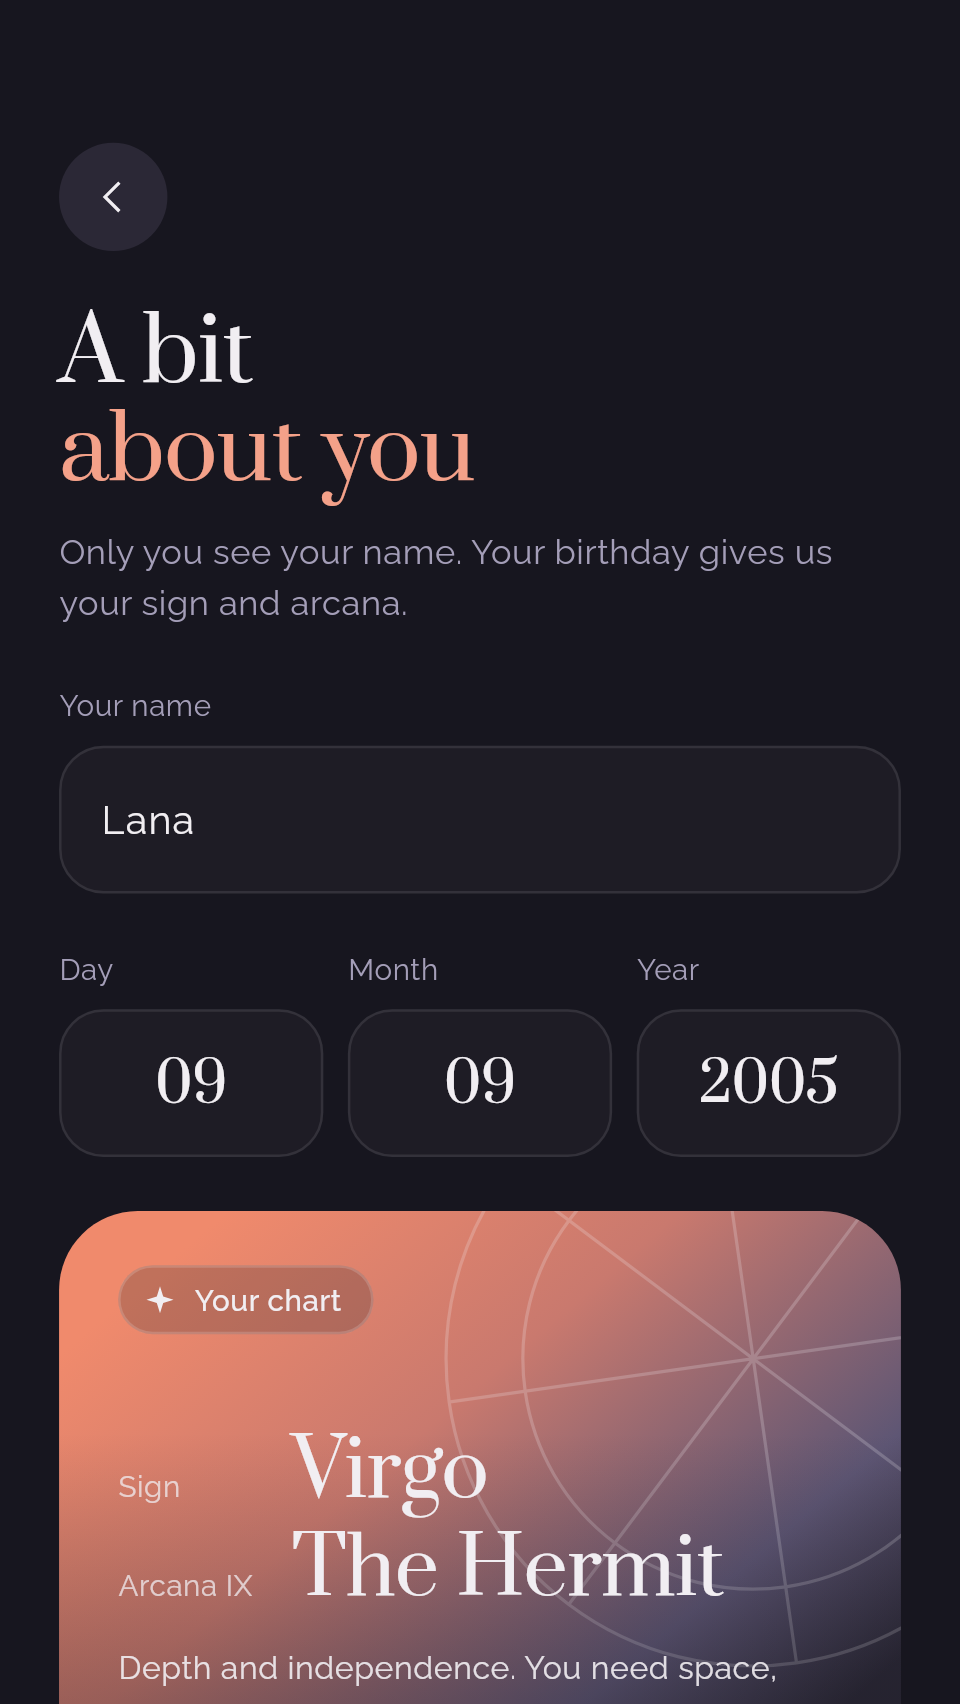 A bit
about you
Only you see your name. Your birthday gives us
your sign and arcana.
Your name
Lana
Day Month Year
09 09 2005
Your chart
Sign Virgo
Arcana IX The Hermit
Depth and independence. You need space,